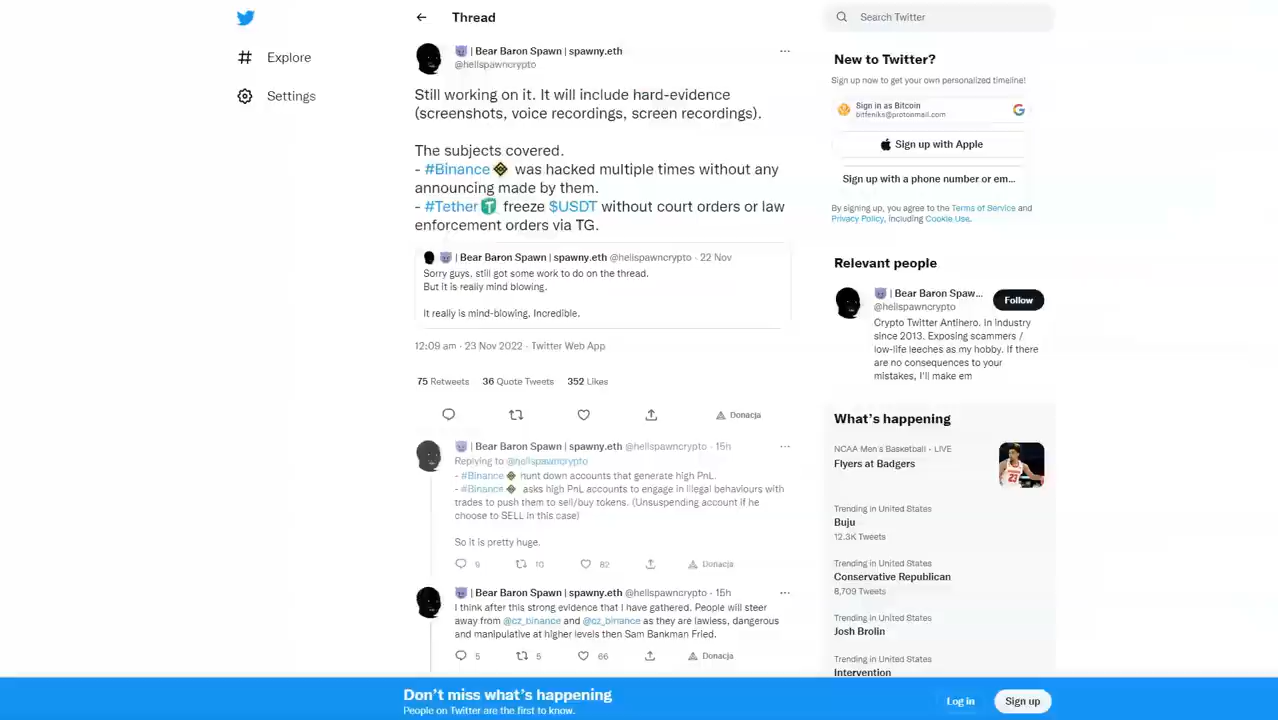 Thread
Search Twitter
Explore
Settings
| Bear Baron Spawn | spawny.eth
@hellspawncrypto
Still working on it. It will include hard-evidence
(screenshots, voice recordings, screen recordings).
The subjects covered.
- #Binance was hacked multiple times without any
announcing made by them.
- #Tether freeze $USDT without court orders or law
enforcement orders via TG.
| Bear Baron Spawn | spawny.eth @hellspawncrypto · 22 Nov
Sorry guys, still got some work to do on the thread.
But it is really mind blowing.
It really is mind-blowing, Incredible.
12:09 am · 23 Nov 2022 · Twitter Web App
75 Retweets 36 Quote Tweets 352 Likes
Donacja
| Bear Baron Spawn | spawny.eth @hellspawncrypto · 15h
Replying to @hellspawncrypto
- #Binance hunt down accounts that generate high PnL.
- #Binance asks high PnL accounts to engage in illegal behaviours with
trades to push them to sell/buy tokens. (Unsuspending account if he
choose to SELL in this case)
So it is pretty huge.
9 10 82 Donacja
| Bear Baron Spawn | spawny.eth @hellspawncrypto · 15h
I think after this strong evidence that I have gathered. People will steer
away from @cz_binance and @cz_binance as they are lawless, dangerous
and manipulative at higher levels then Sam Bankman Fried.
5 5 66 Donacja
New to Twitter?
Sign up now to get your own personalized timeline!
Sign in as Bitcoin
bitfeniks@protonmail.com
Sign up with Apple
Sign up with a phone number or em...
By signing up, you agree to the Terms of Service and
Privacy Policy, including Cookie Use.
Relevant people
| Bear Baron Spaw...
@hellspawncrypto
Follow
Crypto Twitter Antihero. In industry
since 2013. Exposing scammers /
low-life leeches as my hobby. If there
are no consequences to your
mistakes, I'll make em
What's happening
NCAA Men's Basketball · LIVE
Flyers at Badgers
Trending in United States
Buju
12.3K Tweets
Trending in United States
Conservative Republican
8,709 Tweets
Trending in United States
Josh Brolin
Trending in United States
Intervention
Don't miss what's happening
People on Twitter are the first to know.
Log in
Sign up